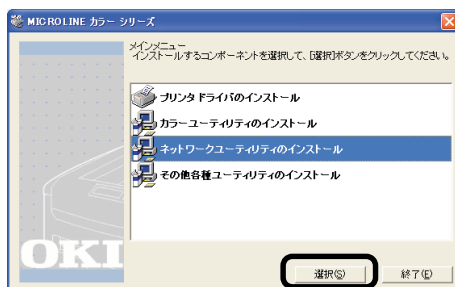 MICROLINE カラー シリーズ
メインメニュー
インストールするコンポーネントを選択して、[選択]ボタンをクリックしてください。
プリンタドライバのインストール
カラーユーティリティのインストール
ネットワークユーティリティのインストール
その他各種ユーティリティのインストール
OKI
選択(S)
終了(E)